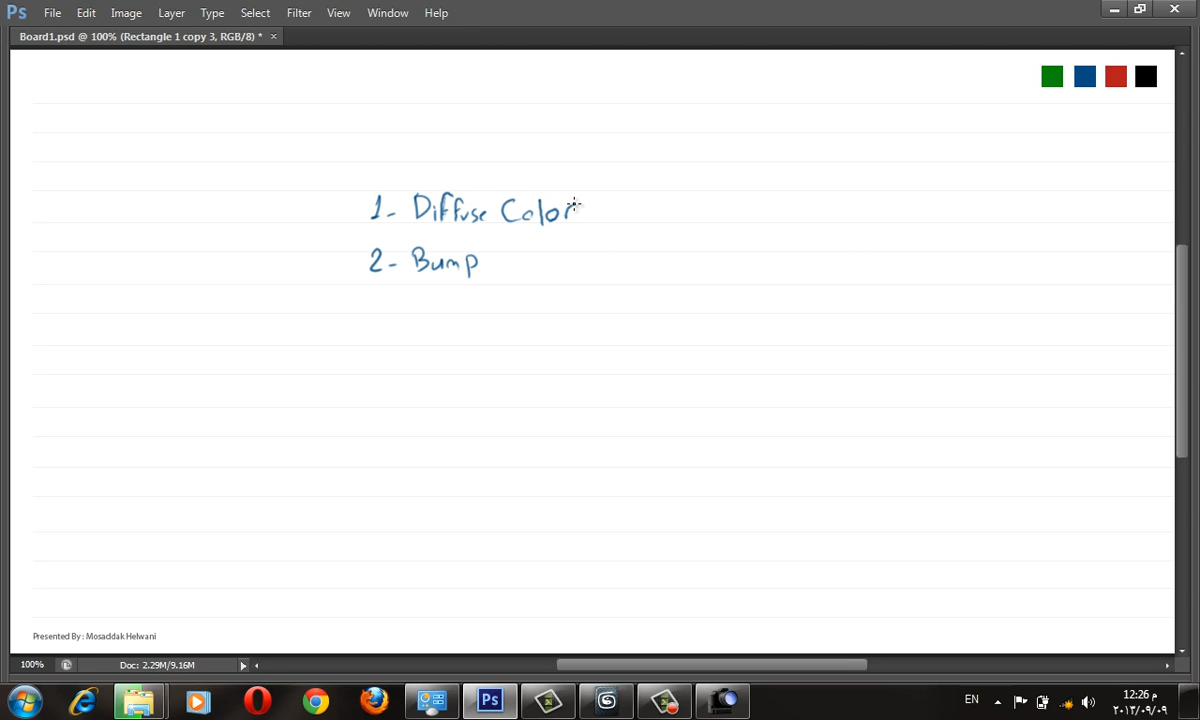 Ps File Edit Image Layer Type Select Filter View Window Help
Board1.psd @ 100% (Rectangle 1 copy 3, RGB/8) * ×
1- Diffuse Color
2- Bump
Presented By : Mosaddak Helwani
100% Doc: 2.29M/9.16M
Ps EN 12:26 م
٢٠١٣/٠٩/٠٩